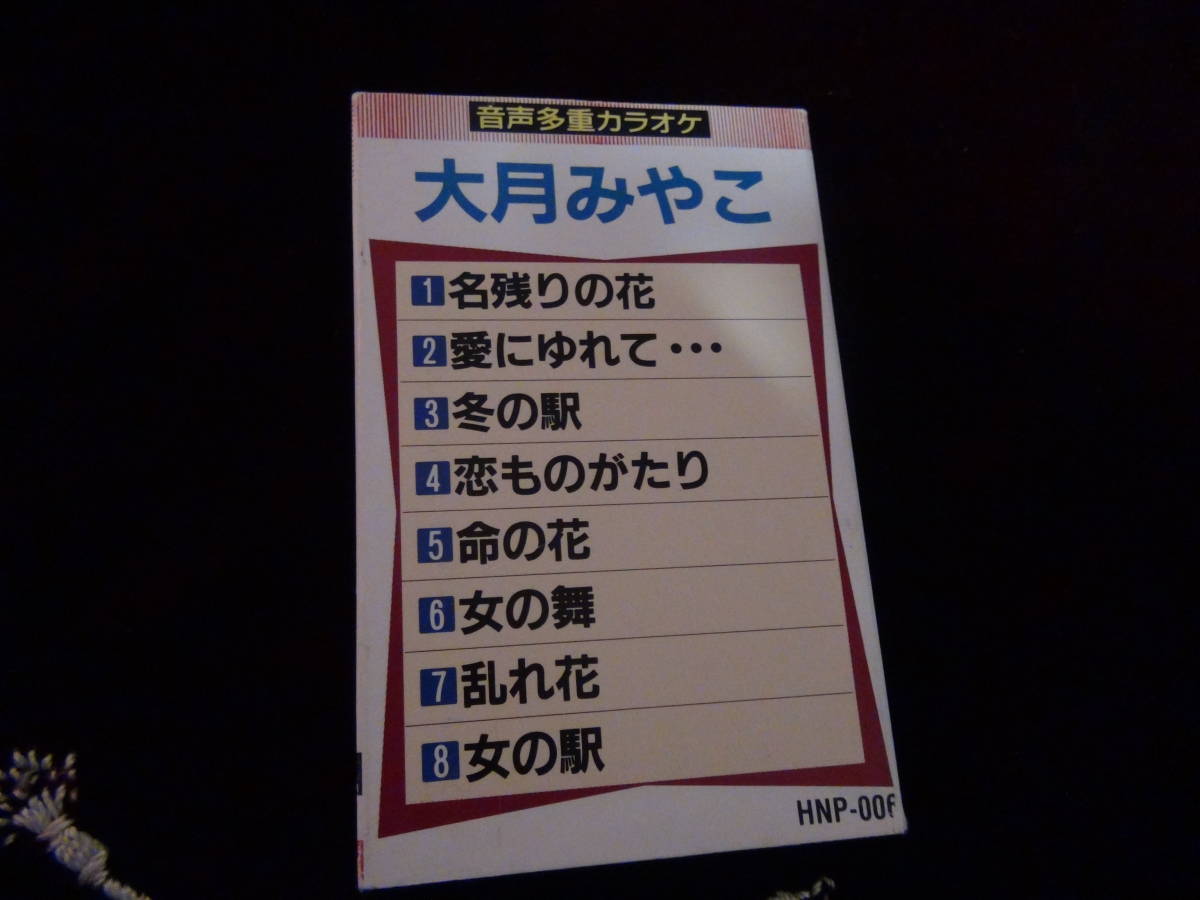 音声多重カラオケ
大月みやこ
1 名残りの花
2 愛にゆれて・・・
3 冬の駅
4 恋ものがたり
5 命の花
6 女の舞
7 乱れ花
8 女の駅
HNP-006